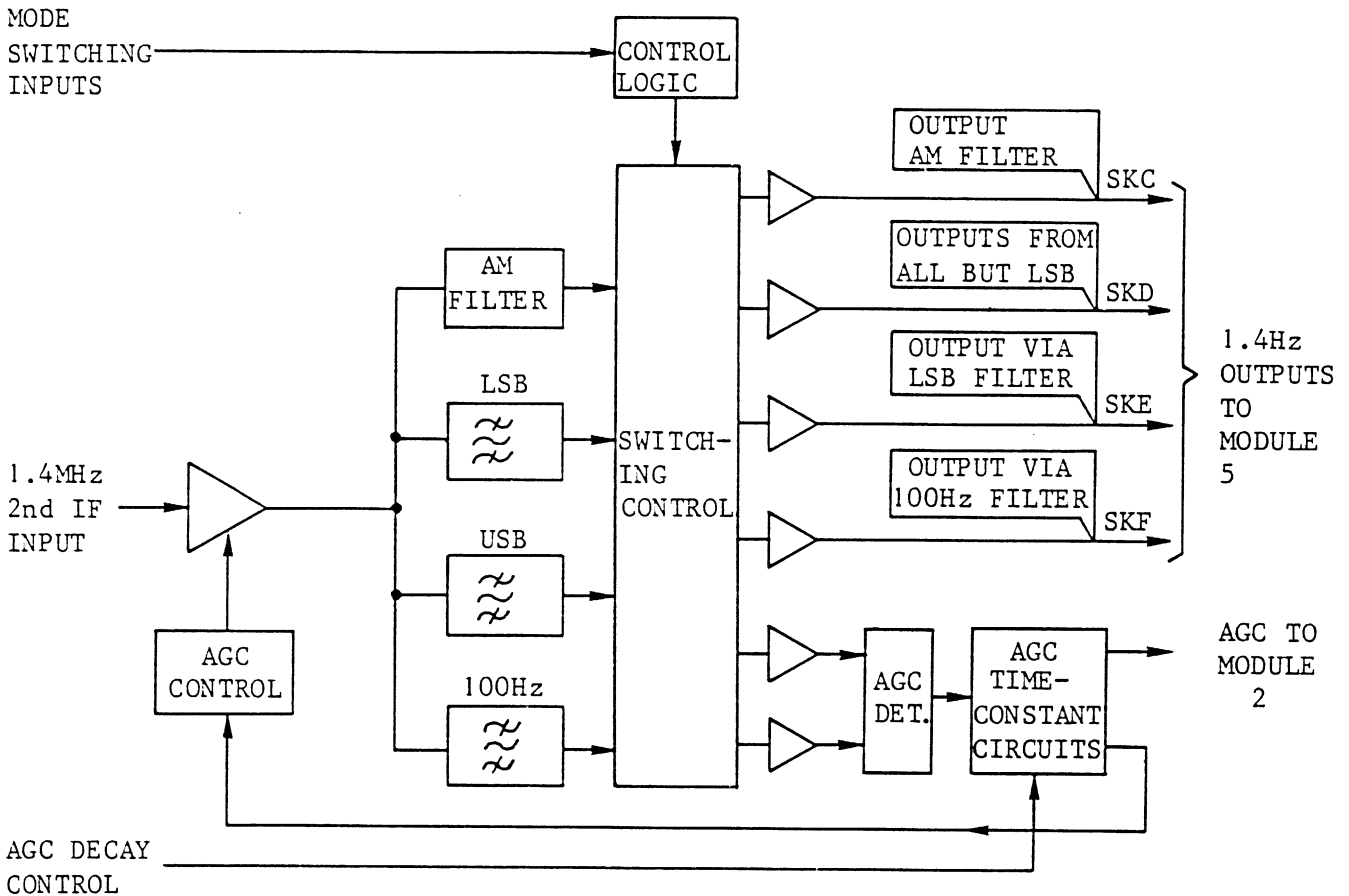 MODE
SWITCHING
INPUTS
CONTROL
LOGIC
OUTPUT
AM FILTER
SKC
OUTPUTS FROM
ALL BUT LSB
SKD
OUTPUT VIA
LSB FILTER
SKE
OUTPUT VIA
100Hz FILTER
SKF
1.4Hz
OUTPUTS
TO
MODULE
5
AM
FILTER
LSB
USB
100Hz
SWITCH-
ING
CONTROL
1.4MHz
2nd IF
INPUT
AGC
CONTROL
AGC
DET.
AGC
TIME-
CONSTANT
CIRCUITS
AGC TO
MODULE
2
AGC DECAY
CONTROL